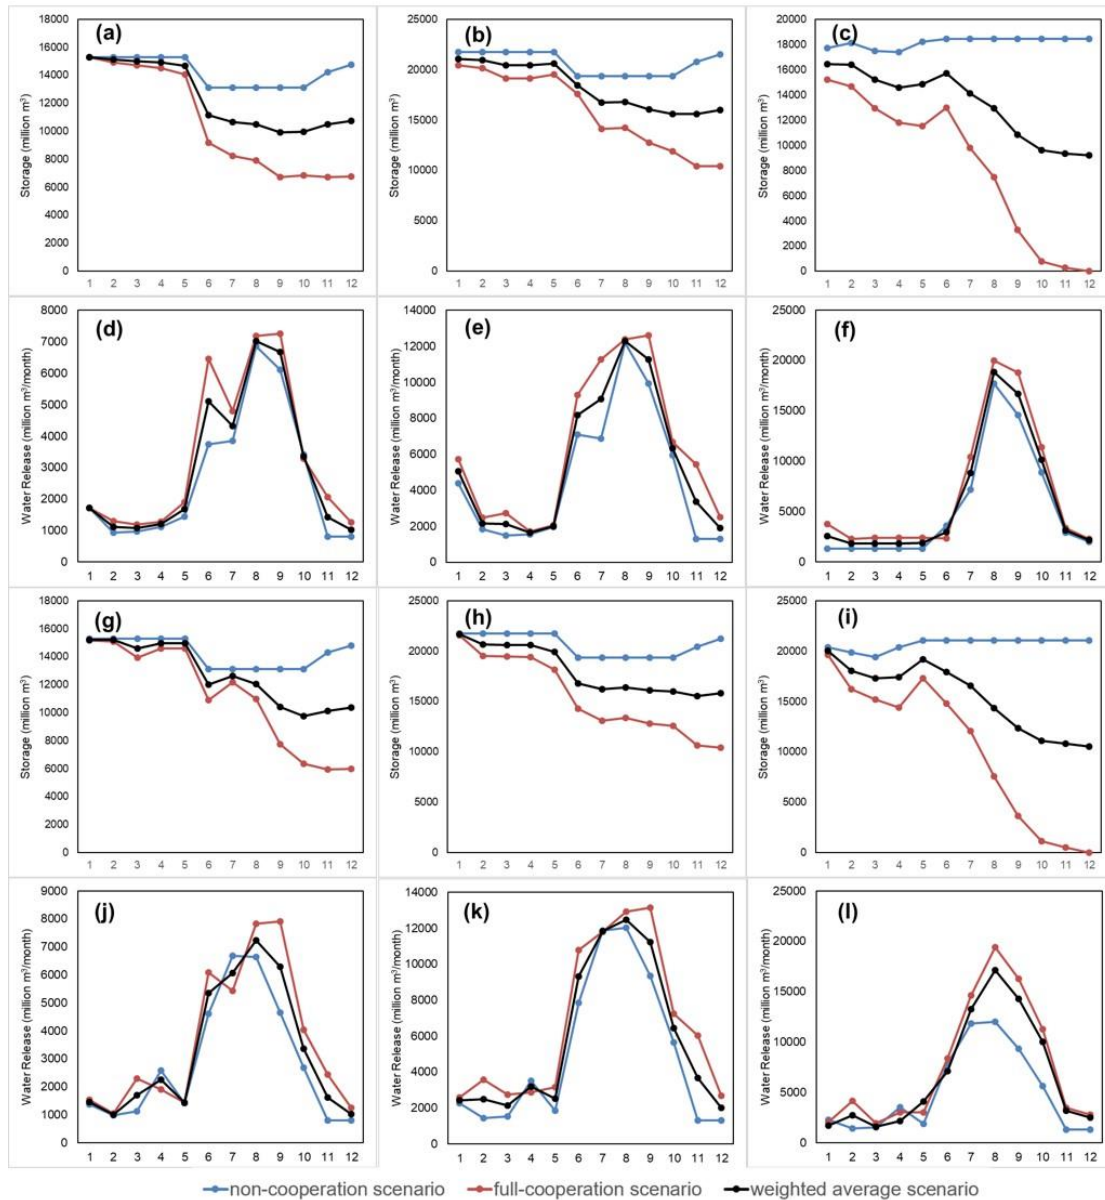 (a)
Storage (million m³)
18000
16000
14000
12000
10000
8000
6000
4000
2000
0
1 2 3 4 5 6 7 8 9 10 11 12
(b)
Storage (million m³)
25000
20000
15000
10000
5000
0
1 2 3 4 5 6 7 8 9 10 11 12
(c)
Storage (million m³)
20000
18000
16000
14000
12000
10000
8000
6000
4000
2000
0
1 2 3 4 5 6 7 8 9 10 11 12
(d)
Water Release (million m³/month)
8000
7000
6000
5000
4000
3000
2000
1000
0
1 2 3 4 5 6 7 8 9 10 11 12
(e)
Water Release (million m³/month)
14000
12000
10000
8000
6000
4000
2000
0
1 2 3 4 5 6 7 8 9 10 11 12
(f)
Water Release (million m³/month)
25000
20000
15000
10000
5000
0
1 2 3 4 5 6 7 8 9 10 11 12
(g)
Storage (million m³)
18000
16000
14000
12000
10000
8000
6000
4000
2000
0
1 2 3 4 5 6 7 8 9 10 11 12
(h)
Storage (million m³)
25000
20000
15000
10000
5000
0
1 2 3 4 5 6 7 8 9 10 11 12
(i)
Storage (million m³)
25000
20000
15000
10000
5000
0
1 2 3 4 5 6 7 8 9 10 11 12
(j)
Water Release (million m³/month)
9000
8000
7000
6000
5000
4000
3000
2000
1000
0
1 2 3 4 5 6 7 8 9 10 11 12
(k)
Water Release (million m³/month)
14000
12000
10000
8000
6000
4000
2000
0
1 2 3 4 5 6 7 8 9 10 11 12
(l)
Water Release (million m³/month)
25000
20000
15000
10000
5000
0
1 2 3 4 5 6 7 8 9 10 11 12
non-cooperation scenario full-cooperation scenario weighted average scenario